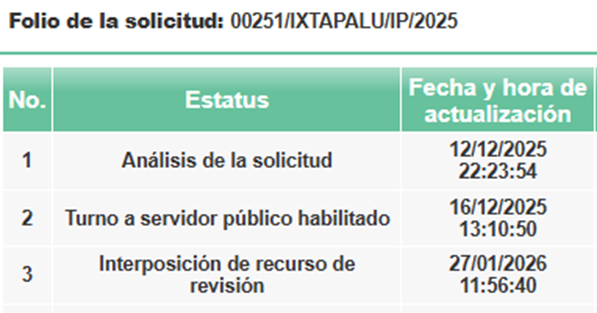 Folio de la solicitud: 00251/IXTAPALU/IP/2025
No.
Estatus
Fecha y hora de
actualización
1
Análisis de la solicitud
12/12/2025
22:23:54
2
Turno a servidor público habilitado
16/12/2025
13:10:50
3
Interposición de recurso de
revisión
27/01/2026
11:56:40